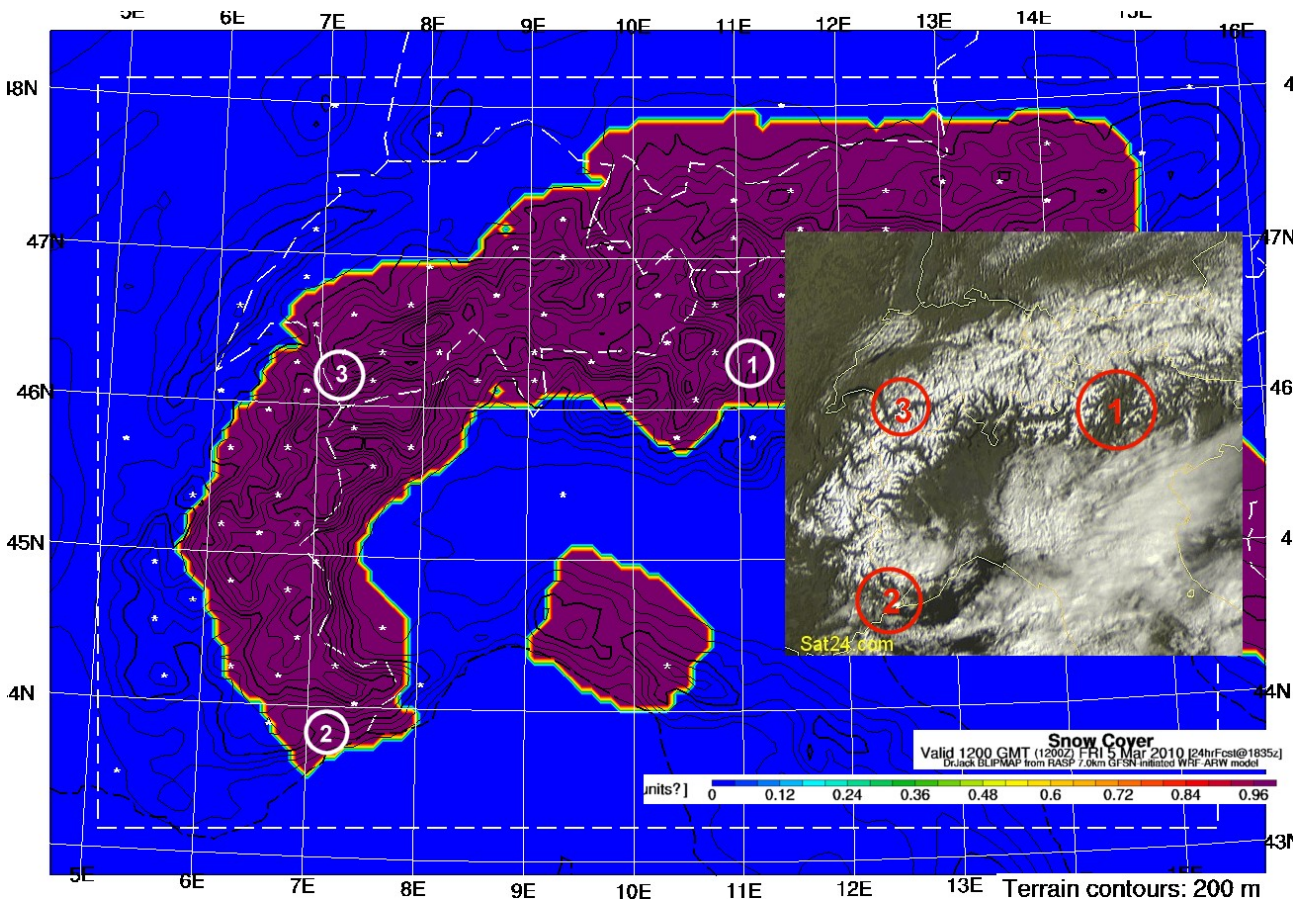 5E 6E 7E 8E 9E 10E 11E 12E 13E 14E 15E 16E
48N
47N 47N
46N 46
1
3
1
3
45N 4
2
Sat24.com
44N 44N
2
Snow Cover
Valid 1200 GMT (1200Z) FRI 5 Mar 2010 [24hrFcst@1835z]
DrJack BLIPMAP from RASP 7.0km GFSN-initiated WRF-ARW model
units?] 0 0.12 0.24 0.36 0.48 0.6 0.72 0.84 0.96
43N
5E 6E 7E 8E 9E 10E 11E 12E 13E
Terrain contours: 200 m